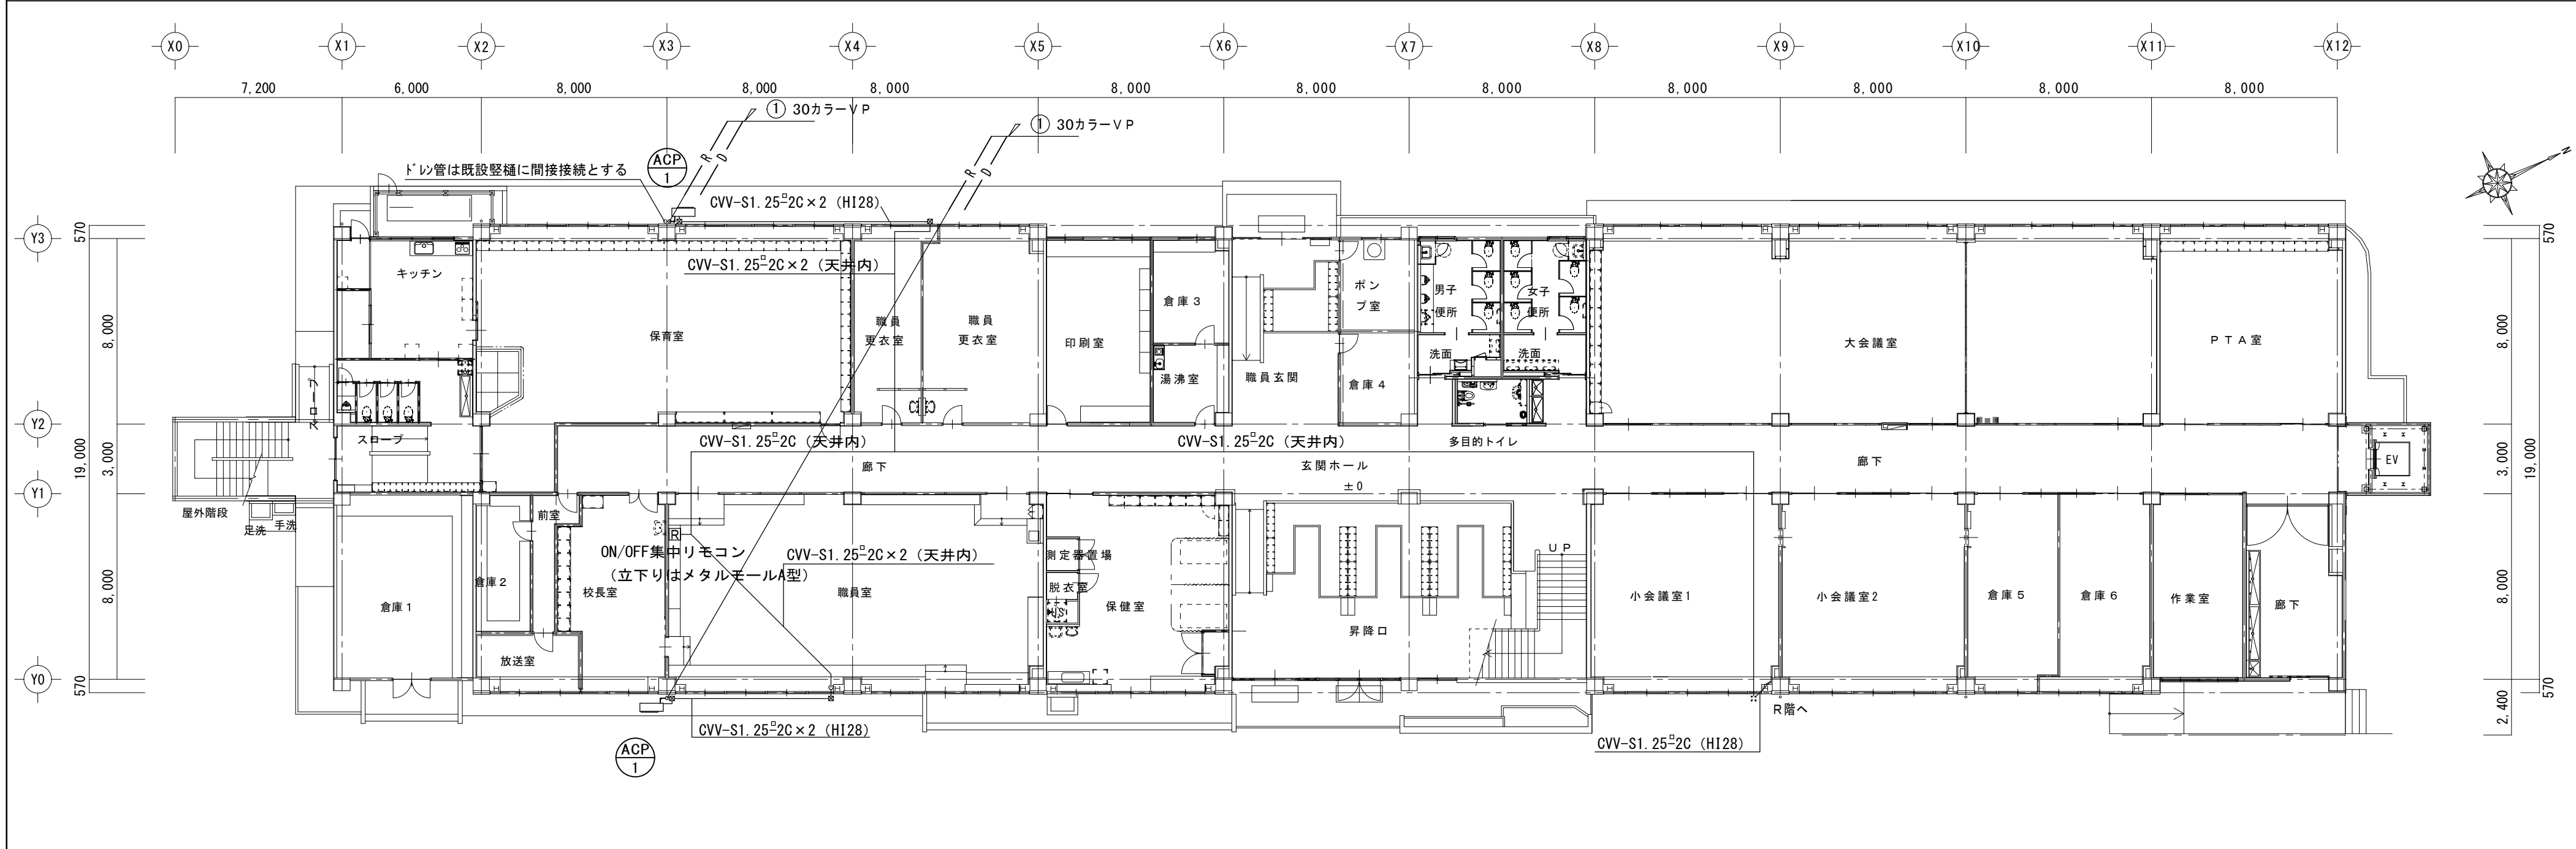 X0 X1 X2 X3 X4 X5 X6 X7 X8 X9 X10 X11 X12
7,200 6,000 8,000 8,000 8,000 8,000 8,000 8,000 8,000 8,000 8,000 8,000
① 30カラーVP
① 30カラーVP
R
D
R
D
N
ACP
1
ドレン管は既設竪樋に間接接続とする
CVV-S1.25□-2C×2 (HI28)
Y3
570
570
CVV-S1.25□-2C×2 (天井内)
キッチン
保育室
職員
更衣室
職員
更衣室
印刷室
倉庫3
湯沸室
職員玄関
ポン
プ室
倉庫4
男子
便所
女子
便所
洗面
洗面
大会議室
PTA室
8,000
8,000
スロープ
Y2
スロープ
CVV-S1.25□-2C (天井内)
CVV-S1.25□-2C (天井内)
多目的トイレ
19,000
3,000
廊下
玄関ホール
±0
廊下
EV
3,000
19,000
Y1
屋外階段
足洗
手洗
前室
R
ON/OFF集中リモコン
(立下りはメタルモールA型)
CVV-S1.25□-2C×2 (天井内)
測定器置場
脱衣室
UP
8,000
倉庫1
倉庫2
校長室
職員室
保健室
昇降口
小会議室1
小会議室2
倉庫5
倉庫6
作業室
廊下
8,000
放送室
Y0
570
570
R階へ
2,400
CVV-S1.25□-2C×2 (HI28)
CVV-S1.25□-2C (HI28)
ACP
1